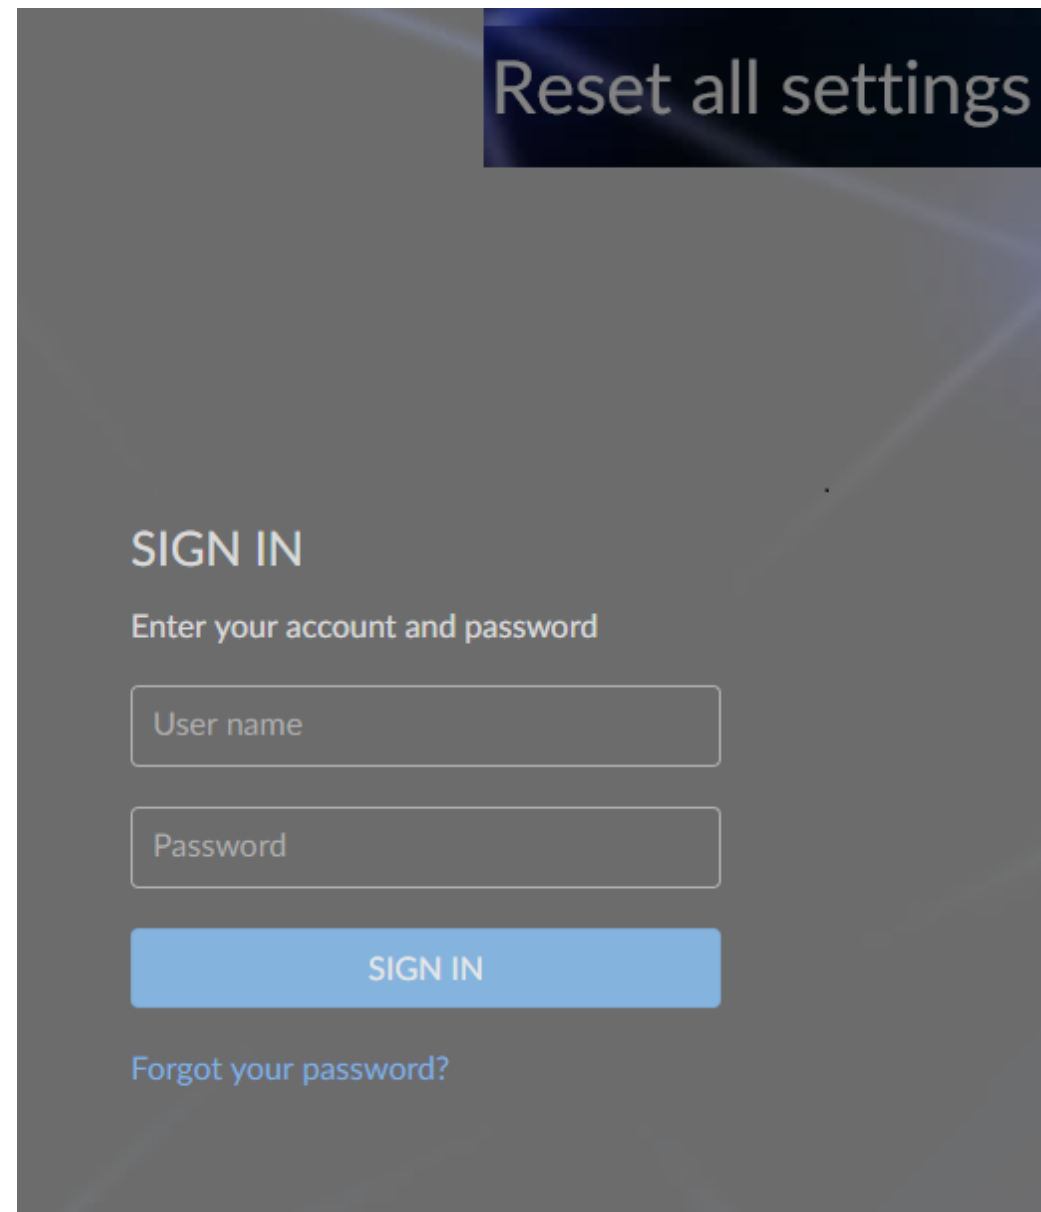 Reset all settings
SIGN IN
Enter your account and password
User name
Password
SIGN IN
Forgot your password?